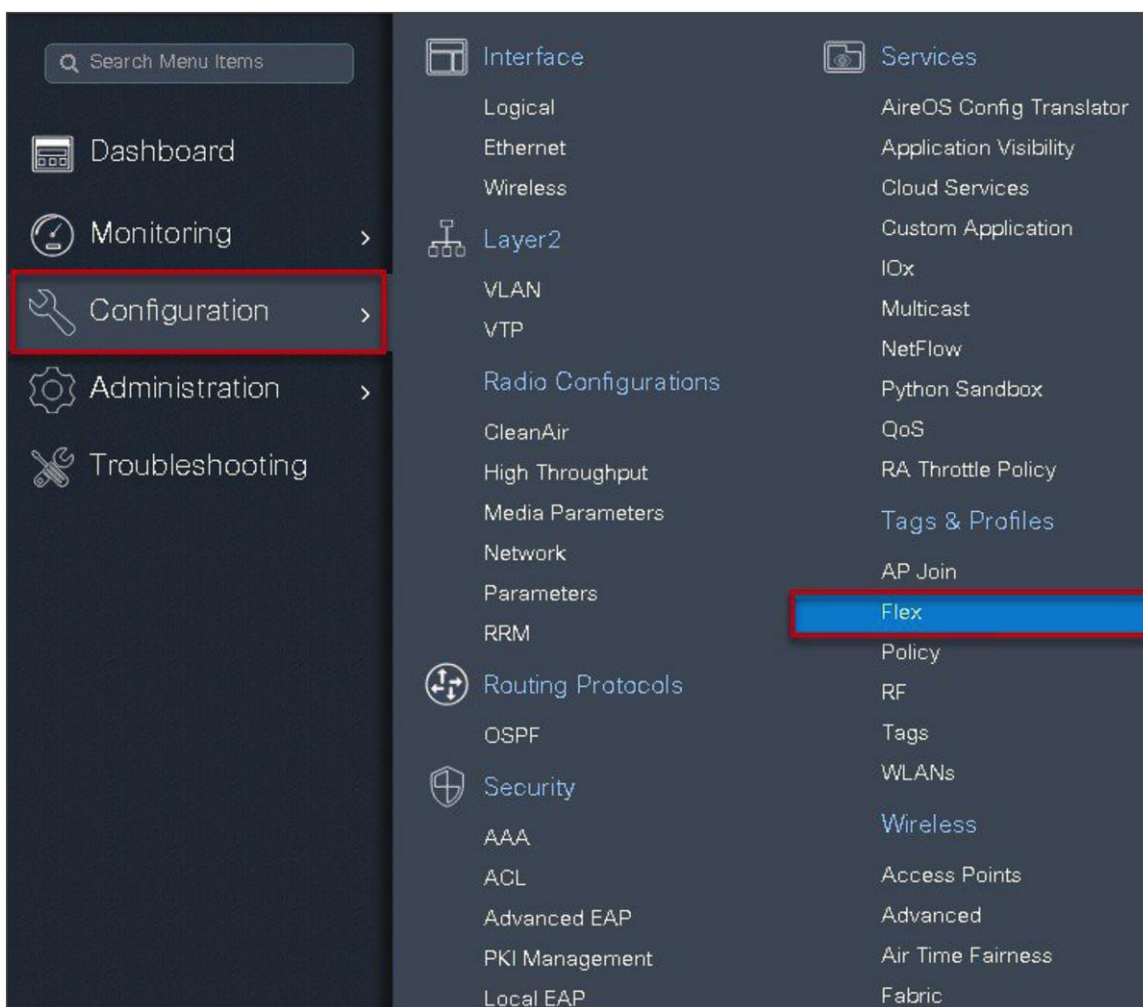 Search Menu Items
Dashboard
Monitoring
Configuration
Administration
Troubleshooting
Interface
Logical
Ethernet
Wireless
Layer2
VLAN
VTP
Radio Configurations
CleanAir
High Throughput
Media Parameters
Network
Parameters
RRM
Routing Protocols
OSPF
Security
AAA
ACL
Advanced EAP
PKI Management
Local EAP
Services
AireOS Config Translator
Application Visibility
Cloud Services
Custom Application
IOx
Multicast
NetFlow
Python Sandbox
QoS
RA Throttle Policy
Tags & Profiles
AP Join
Flex
Policy
RF
Tags
WLANs
Wireless
Access Points
Advanced
Air Time Fairness
Fabric